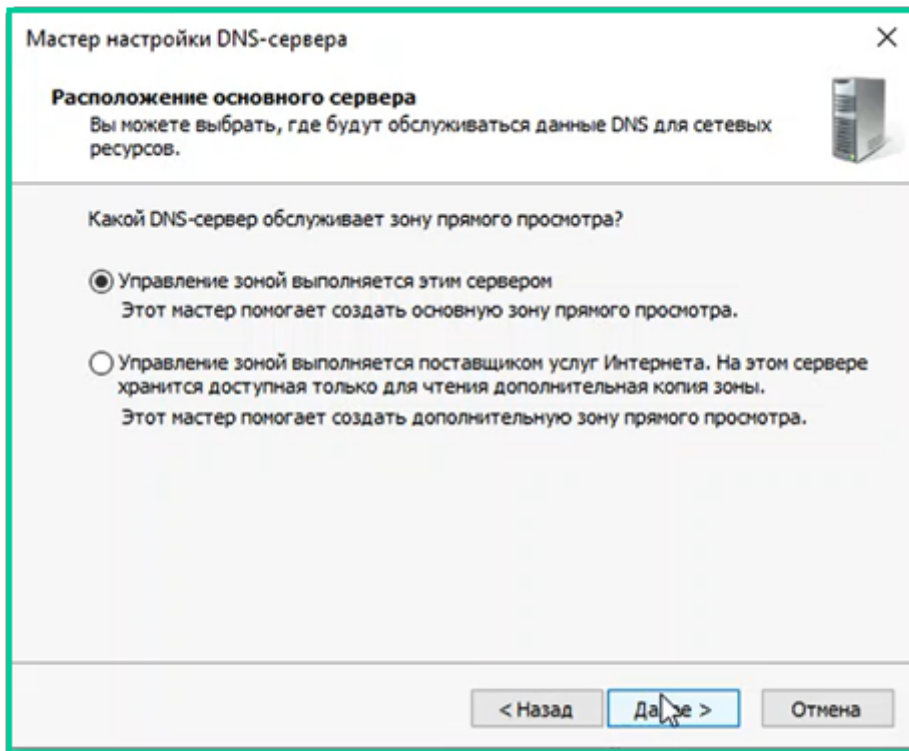 Мастер настройки DNS-сервера
Расположение основного сервера
Вы можете выбрать, где будут обслуживаться данные DNS для сетевых
ресурсов.
Какой DNS-сервер обслуживает зону прямого просмотра?
Управление зоной выполняется этим сервером
Этот мастер помогает создать основную зону прямого просмотра.
Управление зоной выполняется поставщиком услуг Интернета. На этом сервере
хранится доступная только для чтения дополнительная копия зоны.
Этот мастер помогает создать дополнительную зону прямого просмотра.
< Назад
Далее >
Отмена